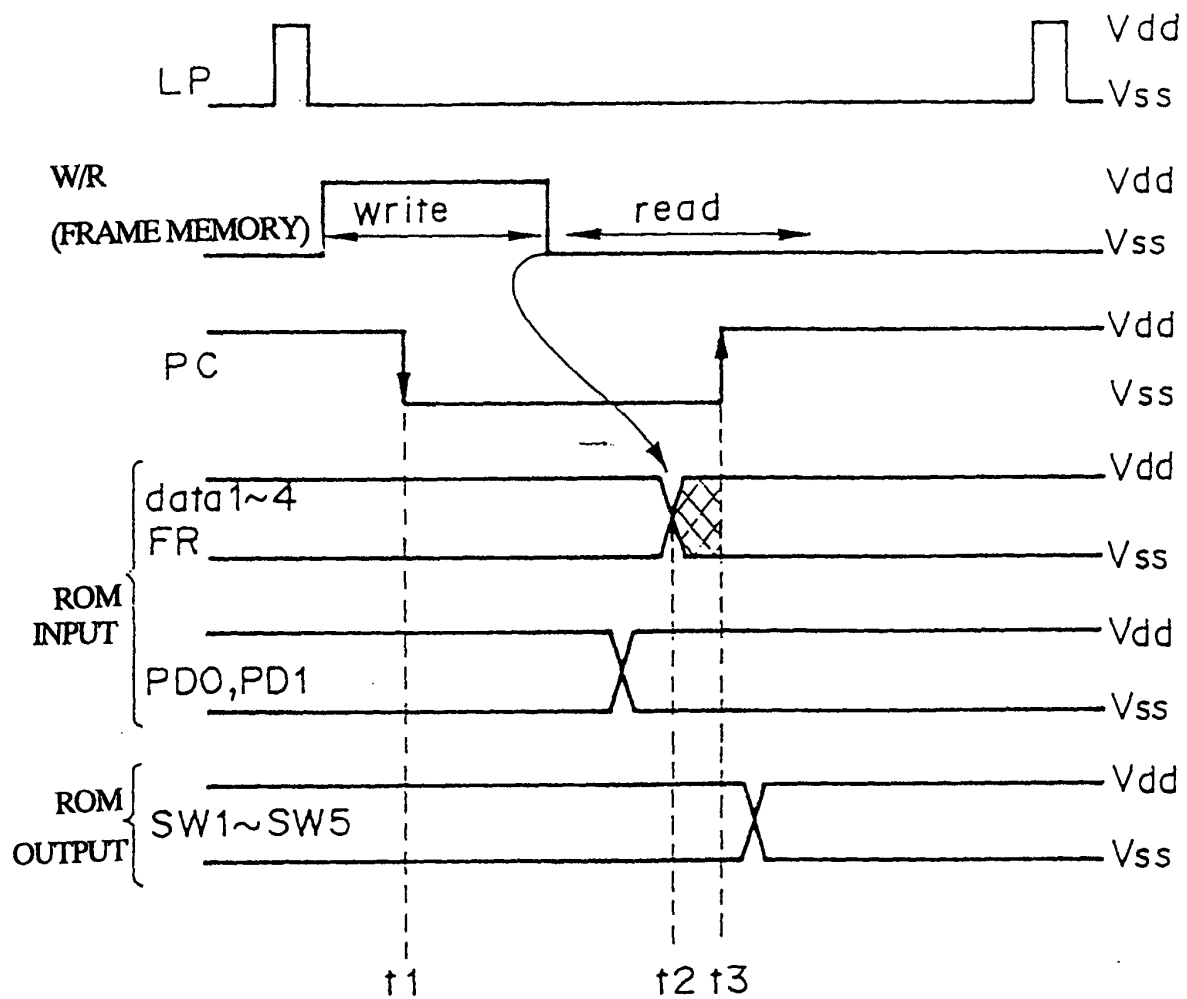 Vdd
LP
Vss
W/R
(FRAME MEMORY)
write
read
Vdd
Vss
PC
Vdd
Vss
ROM
INPUT
data1~4
FR
Vdd
Vss
PD0,PD1
Vdd
Vss
ROM
OUTPUT
SW1~SW5
Vdd
Vss
t1
t2
t3